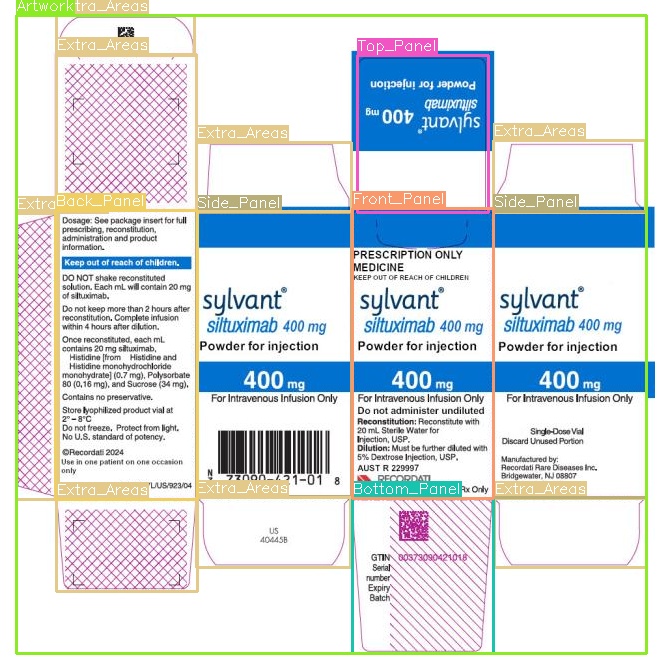 Artwork
Extra_Areas
Extra_Areas
Top_Panel
sylvant® 400 mg
siltuximab
Powder for injection
Extra_Areas
Extra_Areas
Extra
Back_Panel
Side_Panel
Front_Panel
Side_Panel
Dosage: See package insert for full
prescribing, reconstitution,
administration and product
information.
Keep out of reach of children.
DO NOT shake reconstituted
solution. Each mL will contain 20 mg
of siltuximab.
Do not keep more than 2 hours after
reconstitution. Complete infusion
within 4 hours after dilution.
Once reconstituted, each mL
contains 20 mg siltuximab,
Histidine [from Histidine and
Histidine monohydrochloride
monohydrate] (0.7 mg), Polysorbate
80 (0,16 mg), and Sucrose (34 mg).
Contains no preservative.
Store lyophilized product vial at
2° – 8°C
Do not freeze. Protect from light.
No U.S. standard of potency.
©Recordati 2024
Use in one patient on one occasion
only
/L/US/923/04
sylvant®
siltuximab 400 mg
Powder for injection
400 mg
For Intravenous Infusion Only
N
3
73090-421-01
8
PRESCRIPTION ONLY
MEDICINE
KEEP OUT OF REACH OF CHILDREN
sylvant®
siltuximab 400 mg
Powder for injection
400 mg
For Intravenous Infusion Only
Do not administer undiluted
Reconstitution: Reconstitute with
20 mL Sterile Water for
Injection, USP.
Dilution: Must be further diluted with
5% Dextrose Injection, USP.
AUST R 229997
RECORDATI
Rx Only
sylvant®
siltuximab 400 mg
Powder for injection
400 mg
For Intravenous Infusion Only
Single-Dose Vial
Discard Unused Portion
Manufactured by:
Recordati Rare Diseases Inc.
Bridgewater, NJ 08807
Extra_Areas
Extra_Areas
Bottom_Panel
Extra_Areas
US
40445B
GTIN 00373090421018
Serial
number
Expiry
Batch